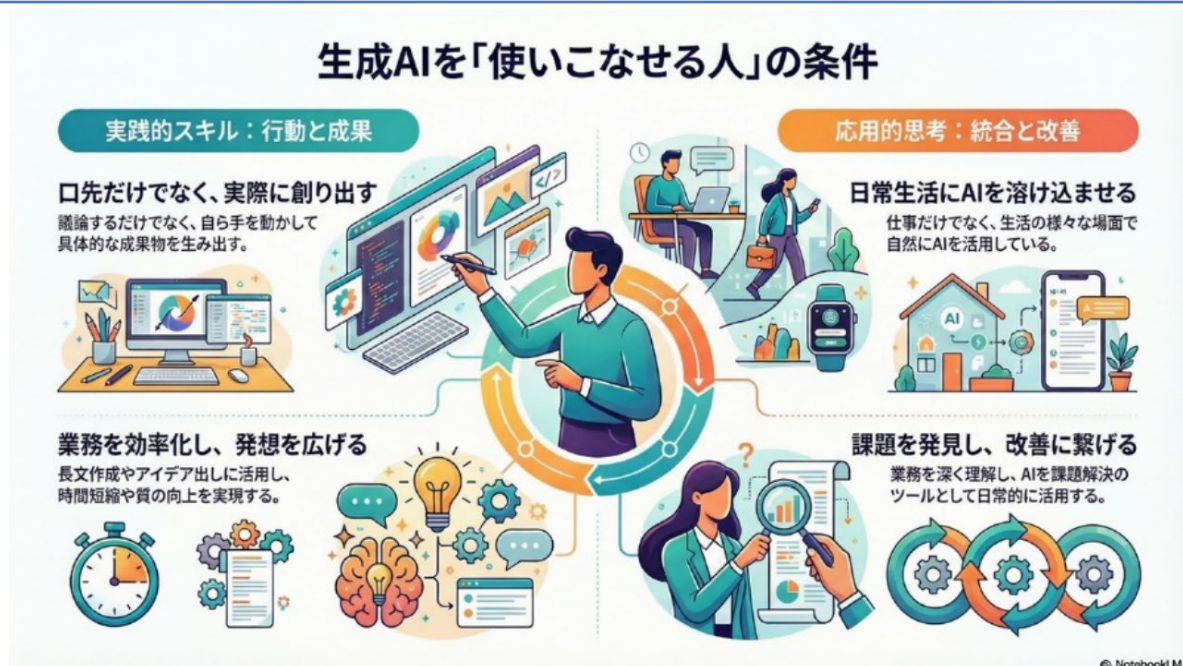 生成AIを「使いこなせる人」の条件
実践的スキル：行動と成果
口先だけでなく、実際に創り出す
議論するだけでなく、自ら手を動かして
具体的な成果物を生み出す。
業務を効率化し、発想を広げる
長文作成やアイデア出しに活用し、
時間短縮や質の向上を実現する。
応用的思考：統合と改善
日常生活にAIを溶け込ませる
仕事だけでなく、生活の様々な場面で
自然にAIを活用している。
AI
課題を発見し、改善に繋げる
業務を深く理解し、AIを課題解決の
ツールとして日常的に活用する。
</>
?
NotebookLM